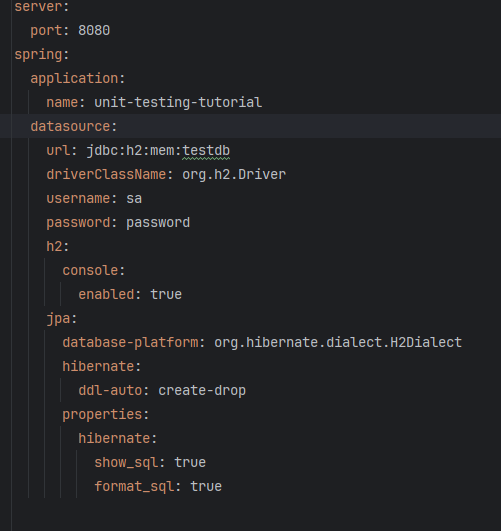 server:
  port: 8080
spring:
  application:
    name: unit-testing-tutorial
  datasource:
    url: jdbc:h2:mem:testdb
    driverClassName: org.h2.Driver
    username: sa
    password: password
    h2:
      console:
        enabled: true
    jpa:
      database-platform: org.hibernate.dialect.H2Dialect
      hibernate:
        ddl-auto: create-drop
      properties:
        hibernate:
          show_sql: true
          format_sql: true